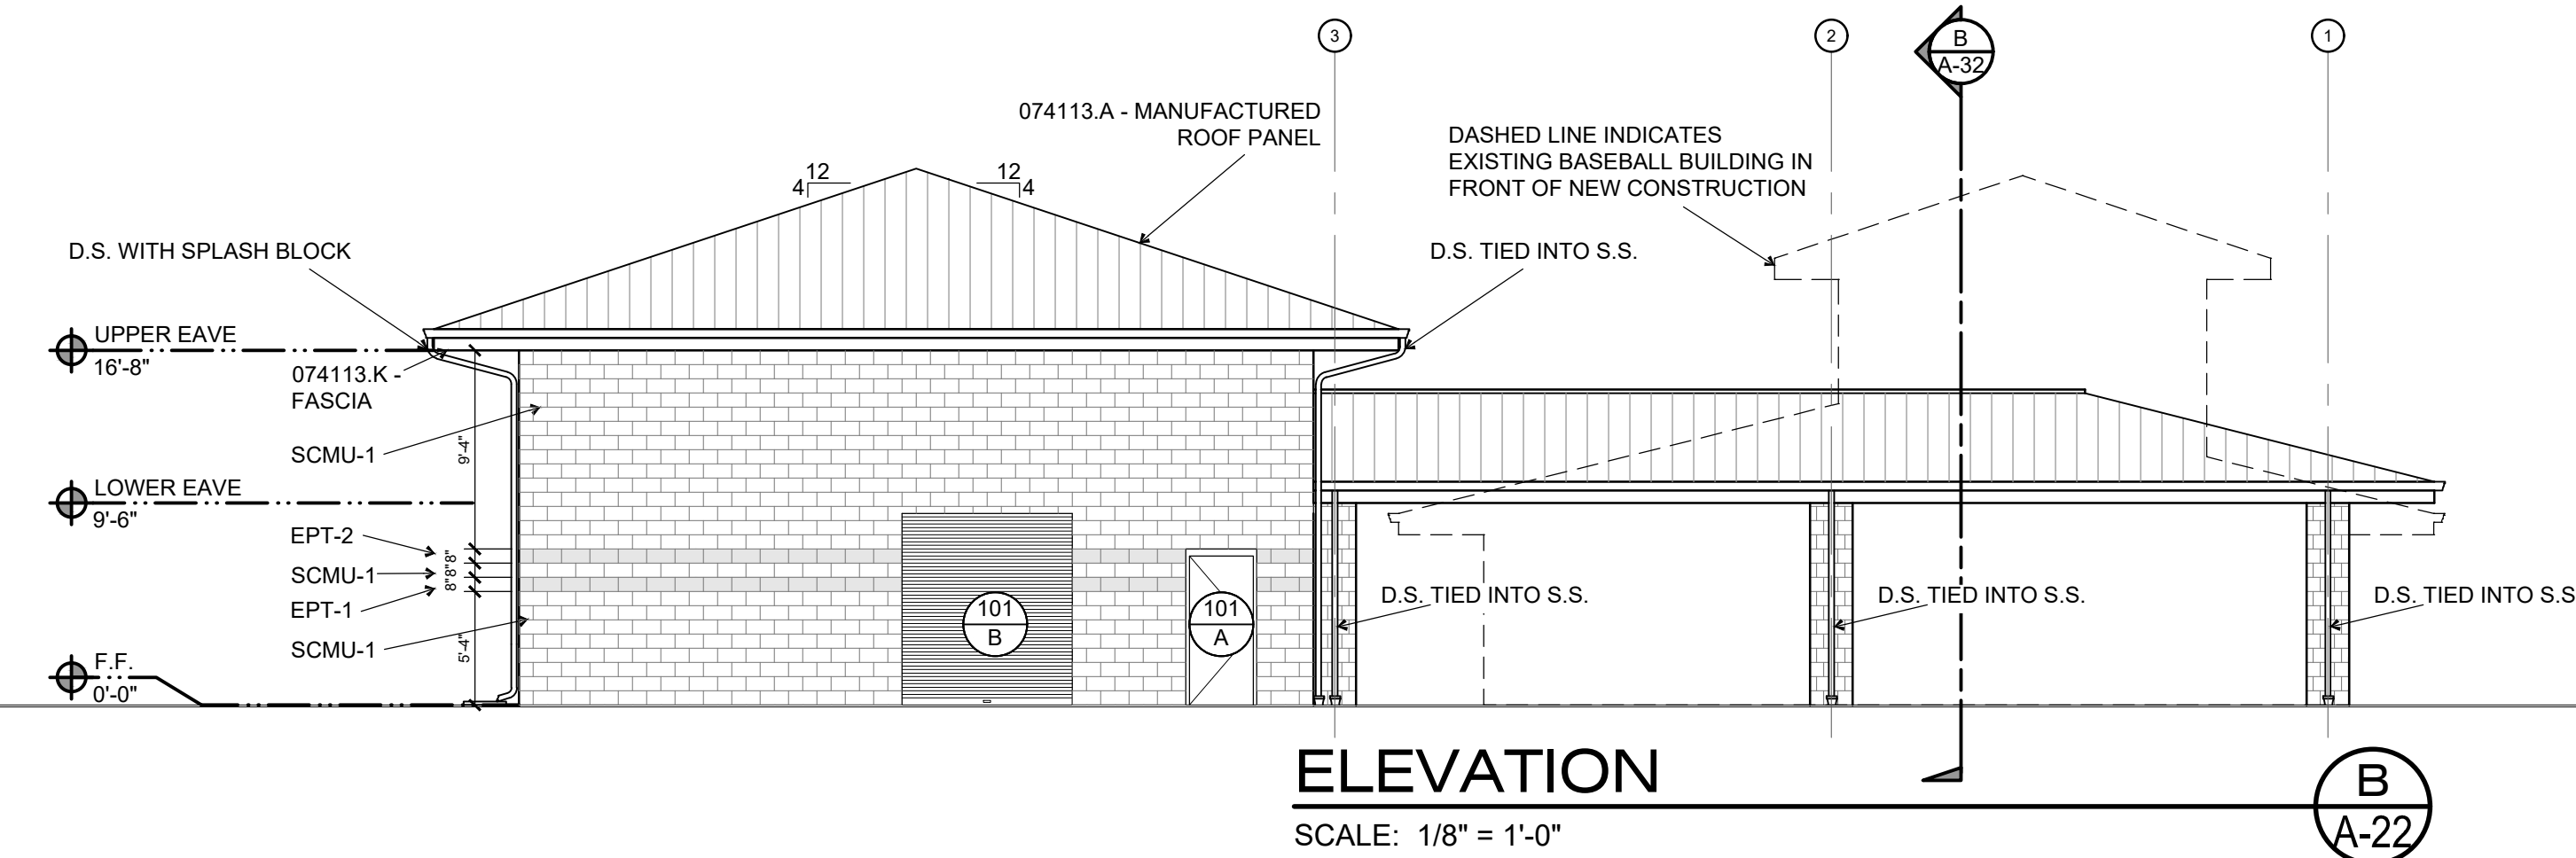 3
2
1
B
A-32
074113.A - MANUFACTURED
ROOF PANEL
DASHED LINE INDICATES
EXISTING BASEBALL BUILDING IN
FRONT OF NEW CONSTRUCTION
12
4
12
4
D.S. WITH SPLASH BLOCK
D.S. TIED INTO S.S.
UPPER EAVE
16'-8"
074113.K -
FASCIA
SCMU-1
9'-4"
LOWER EAVE
9'-6"
EPT-2
SCMU-1
EPT-1
SCMU-1
8"8"8"
5'-4"
F.F.
0'-0"
101
B
101
A
D.S. TIED INTO S.S.
D.S. TIED INTO S.S.
D.S. TIED INTO S.S
ELEVATION
SCALE: 1/8" = 1'-0"
B
A-22